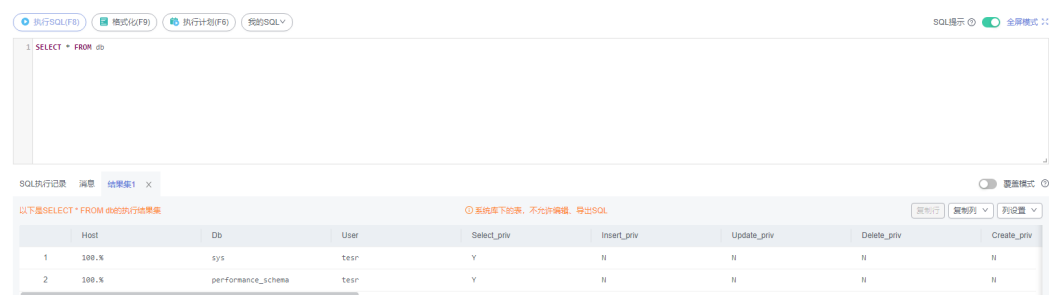 执行SQL(F8) 格式化(F9) 执行计划(F6) 我的SQL SQL提示 全屏模式
1 SELECT * FROM db
SQL执行记录 消息 结果集1 × 覆盖模式
以下是SELECT * FROM db的执行结果集 系统库下的表，不允许编辑、导出SQL 复制行 复制列 列设置
Host Db User Select_priv Insert_priv Update_priv Delete_priv Create_priv
1 100.% sys tesr Y N N N N
2 100.% performance_schema tesr Y N N N N